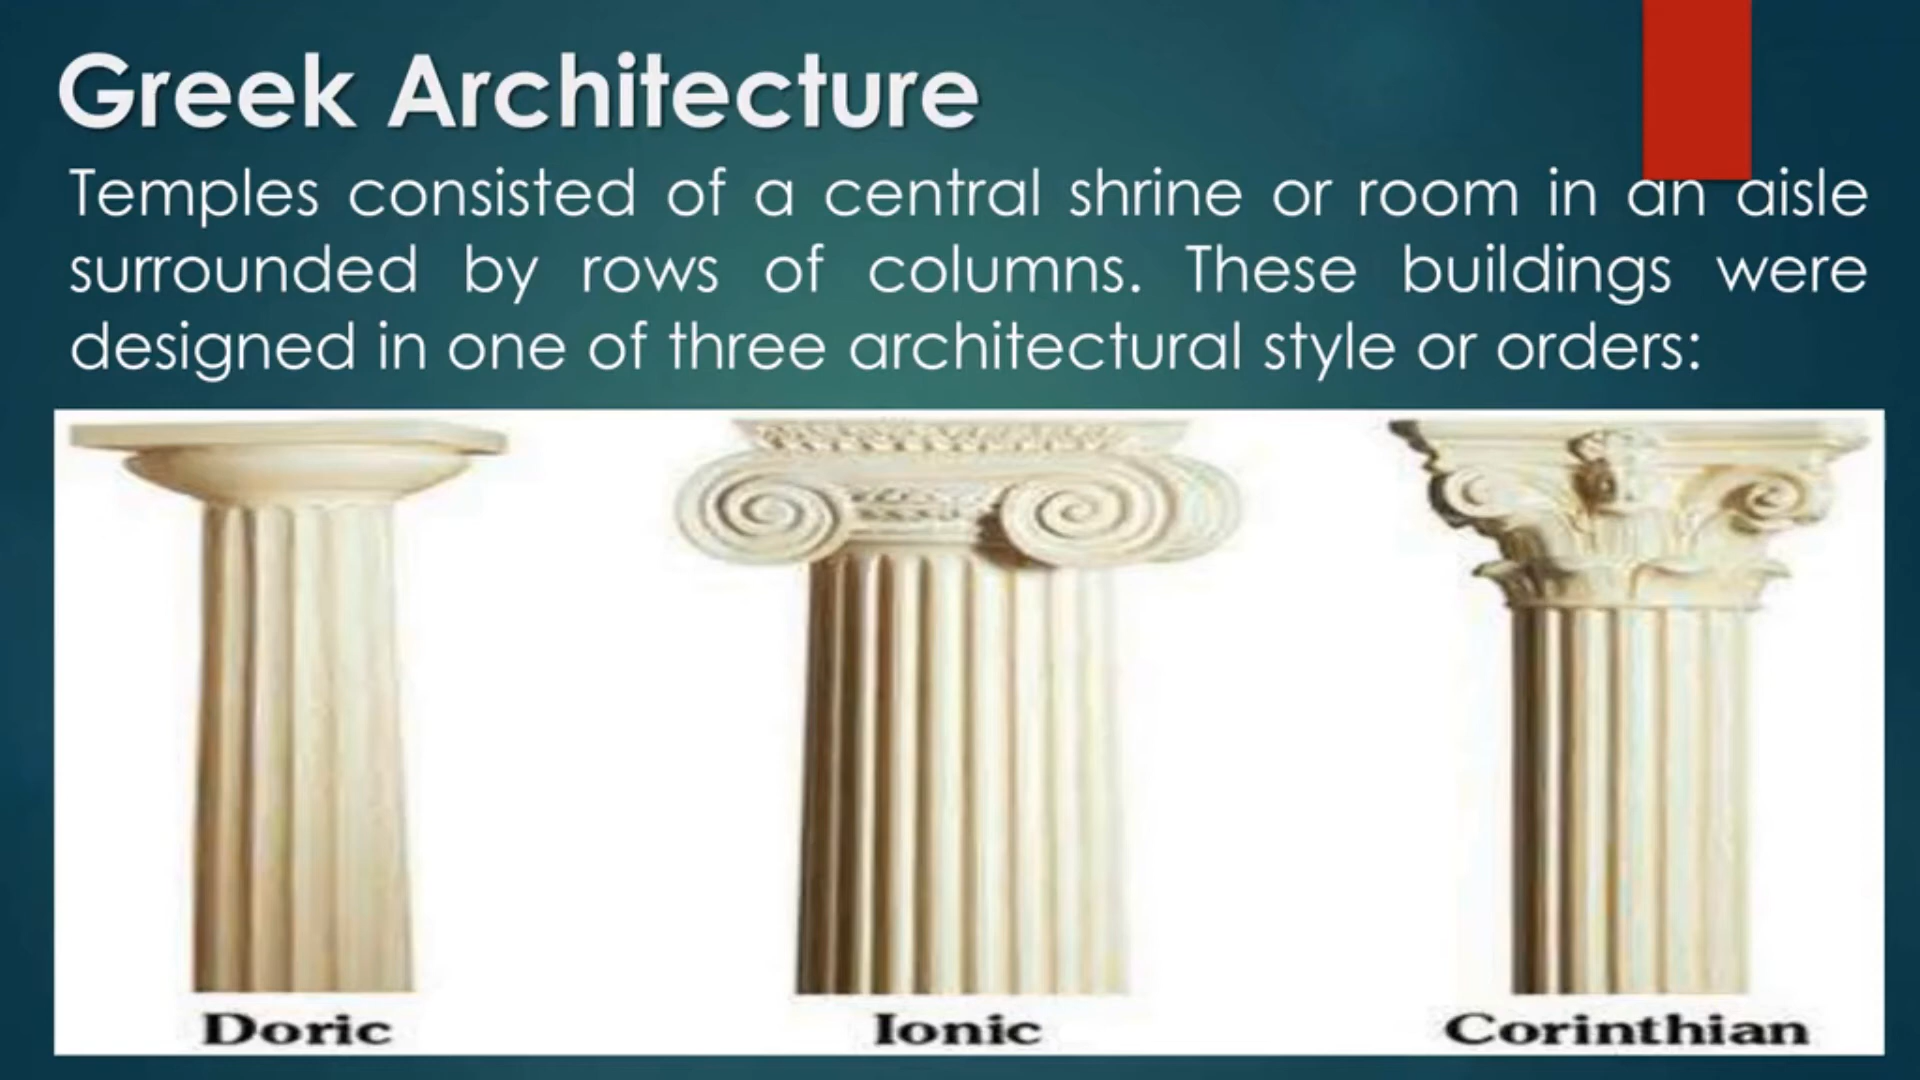 Greek Architecture
Temples consisted of a central shrine or room in an aisle
surrounded by rows of columns. These buildings were
designed in one of three architectural style or orders:
Doric
Ionic
Corinthian